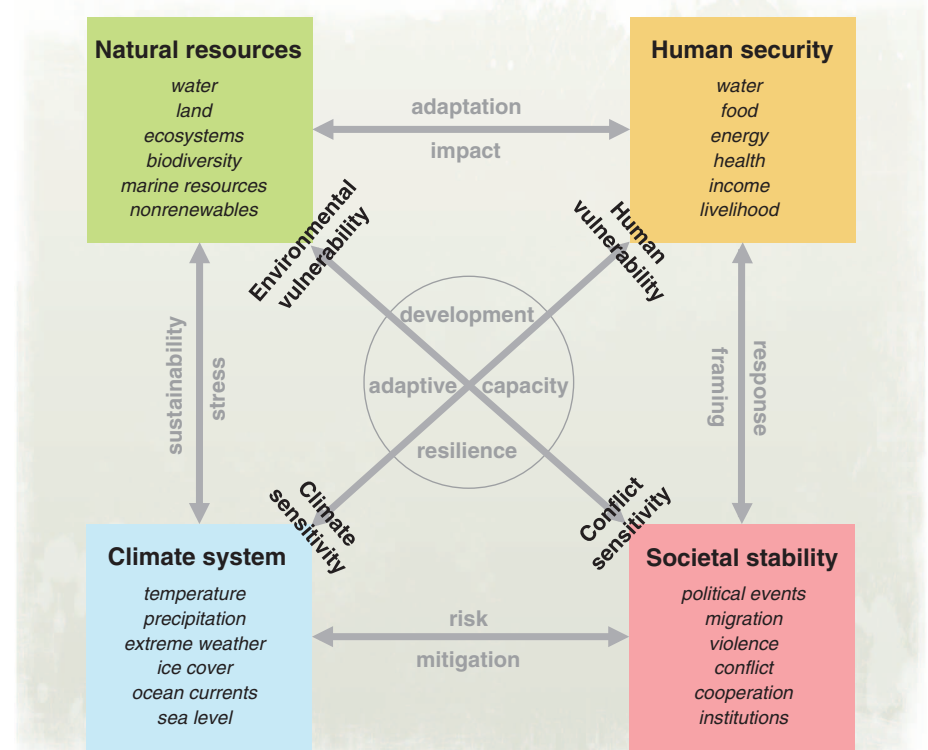 Natural resources
water
land
ecosystems
biodiversity
marine resources
nonrenewables
adaptation
impact
Human security
water
food
energy
health
income
livelihood
Environmental
vulnerability
Human
vulnerability
sustainability
stress
development
adaptive capacity
resilience
framing
response
Climate
sensitivity
Conflict
sensitivity
Climate system
temperature
precipitation
extreme weather
ice cover
ocean currents
sea level
risk
mitigation
Societal stability
political events
migration
violence
conflict
cooperation
institutions